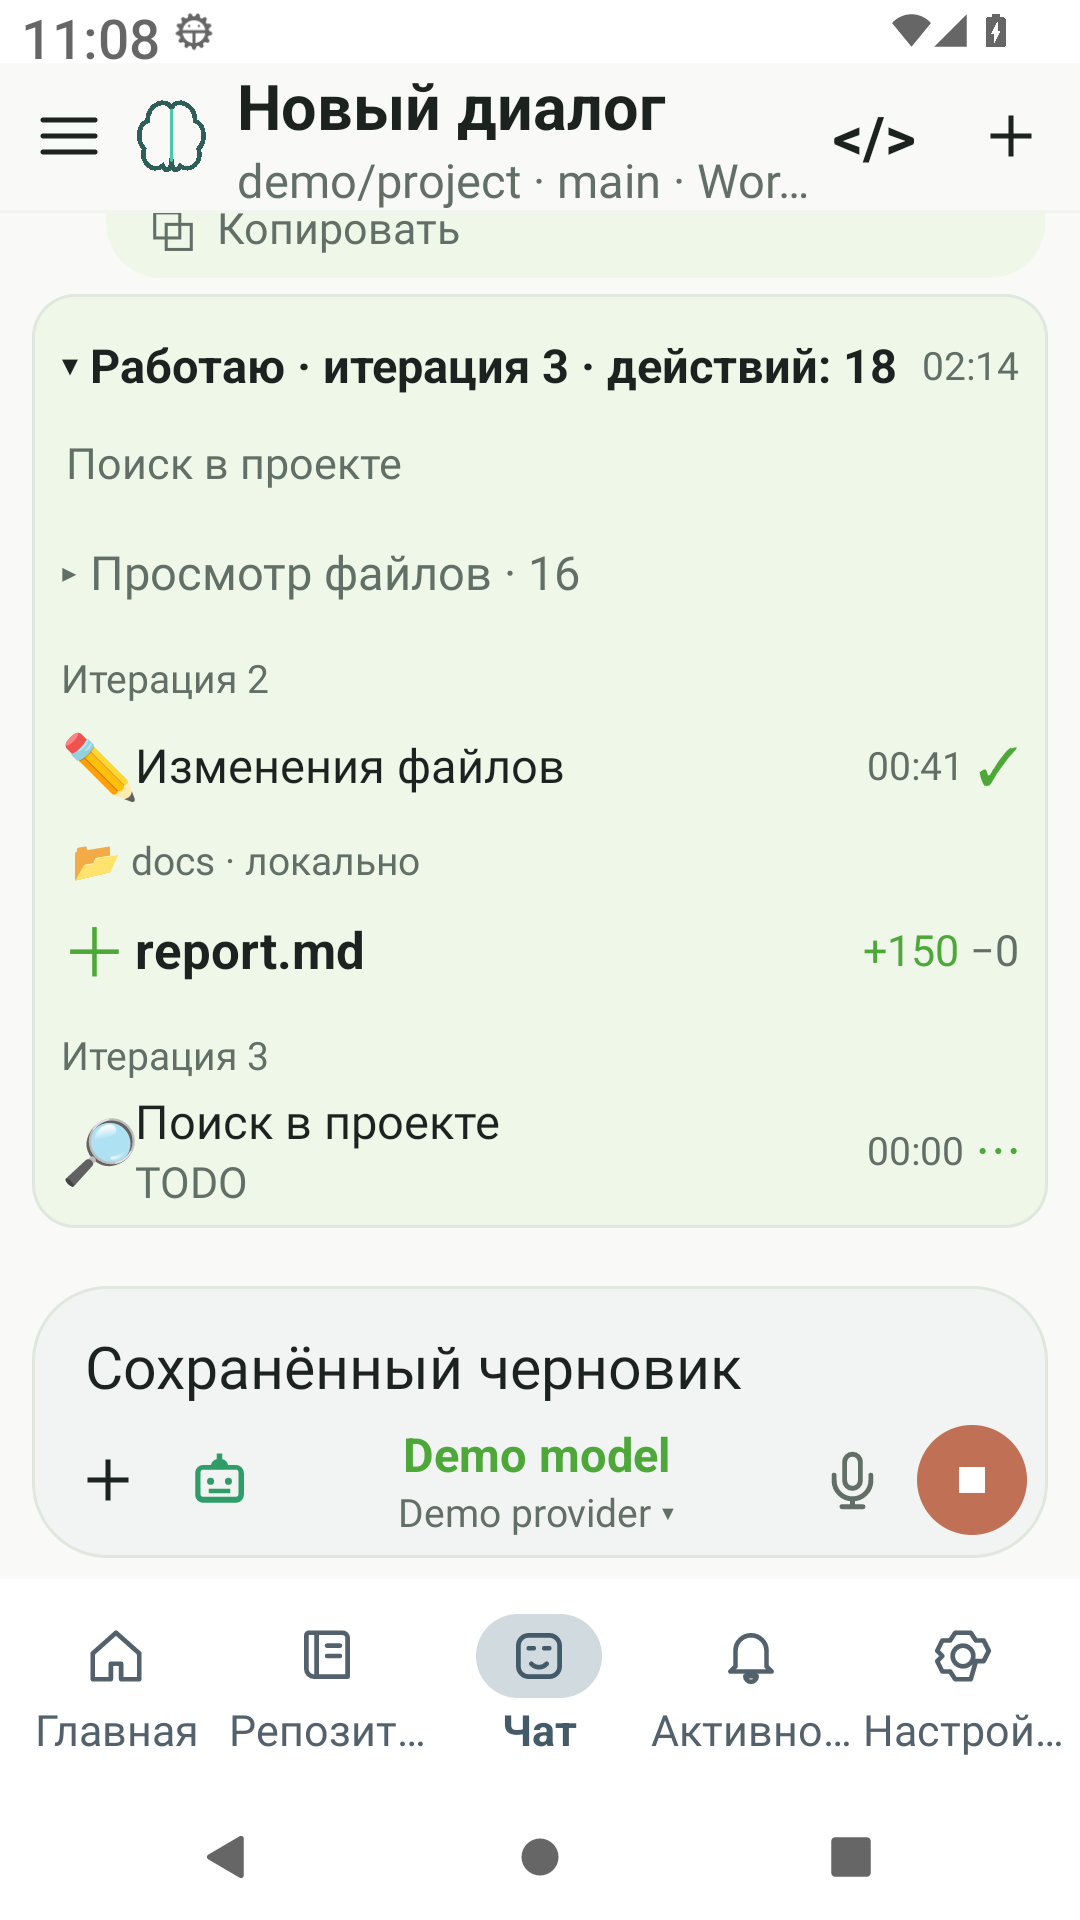 11:08
Новый диалог
demo/project · main · Wor...
</>
Копировать
▾ Работаю · итерация 3 · действий: 18 02:14
Поиск в проекте
▸ Просмотр файлов · 16
Итерация 2
Изменения файлов 00:41 ✓
docs · локально
report.md +150 −0
Итерация 3
Поиск в проекте
TODO
00:00 ...
Сохранённый черновик
Demo model
Demo provider ▾
Главная Репозит... Чат Активно... Настрой...